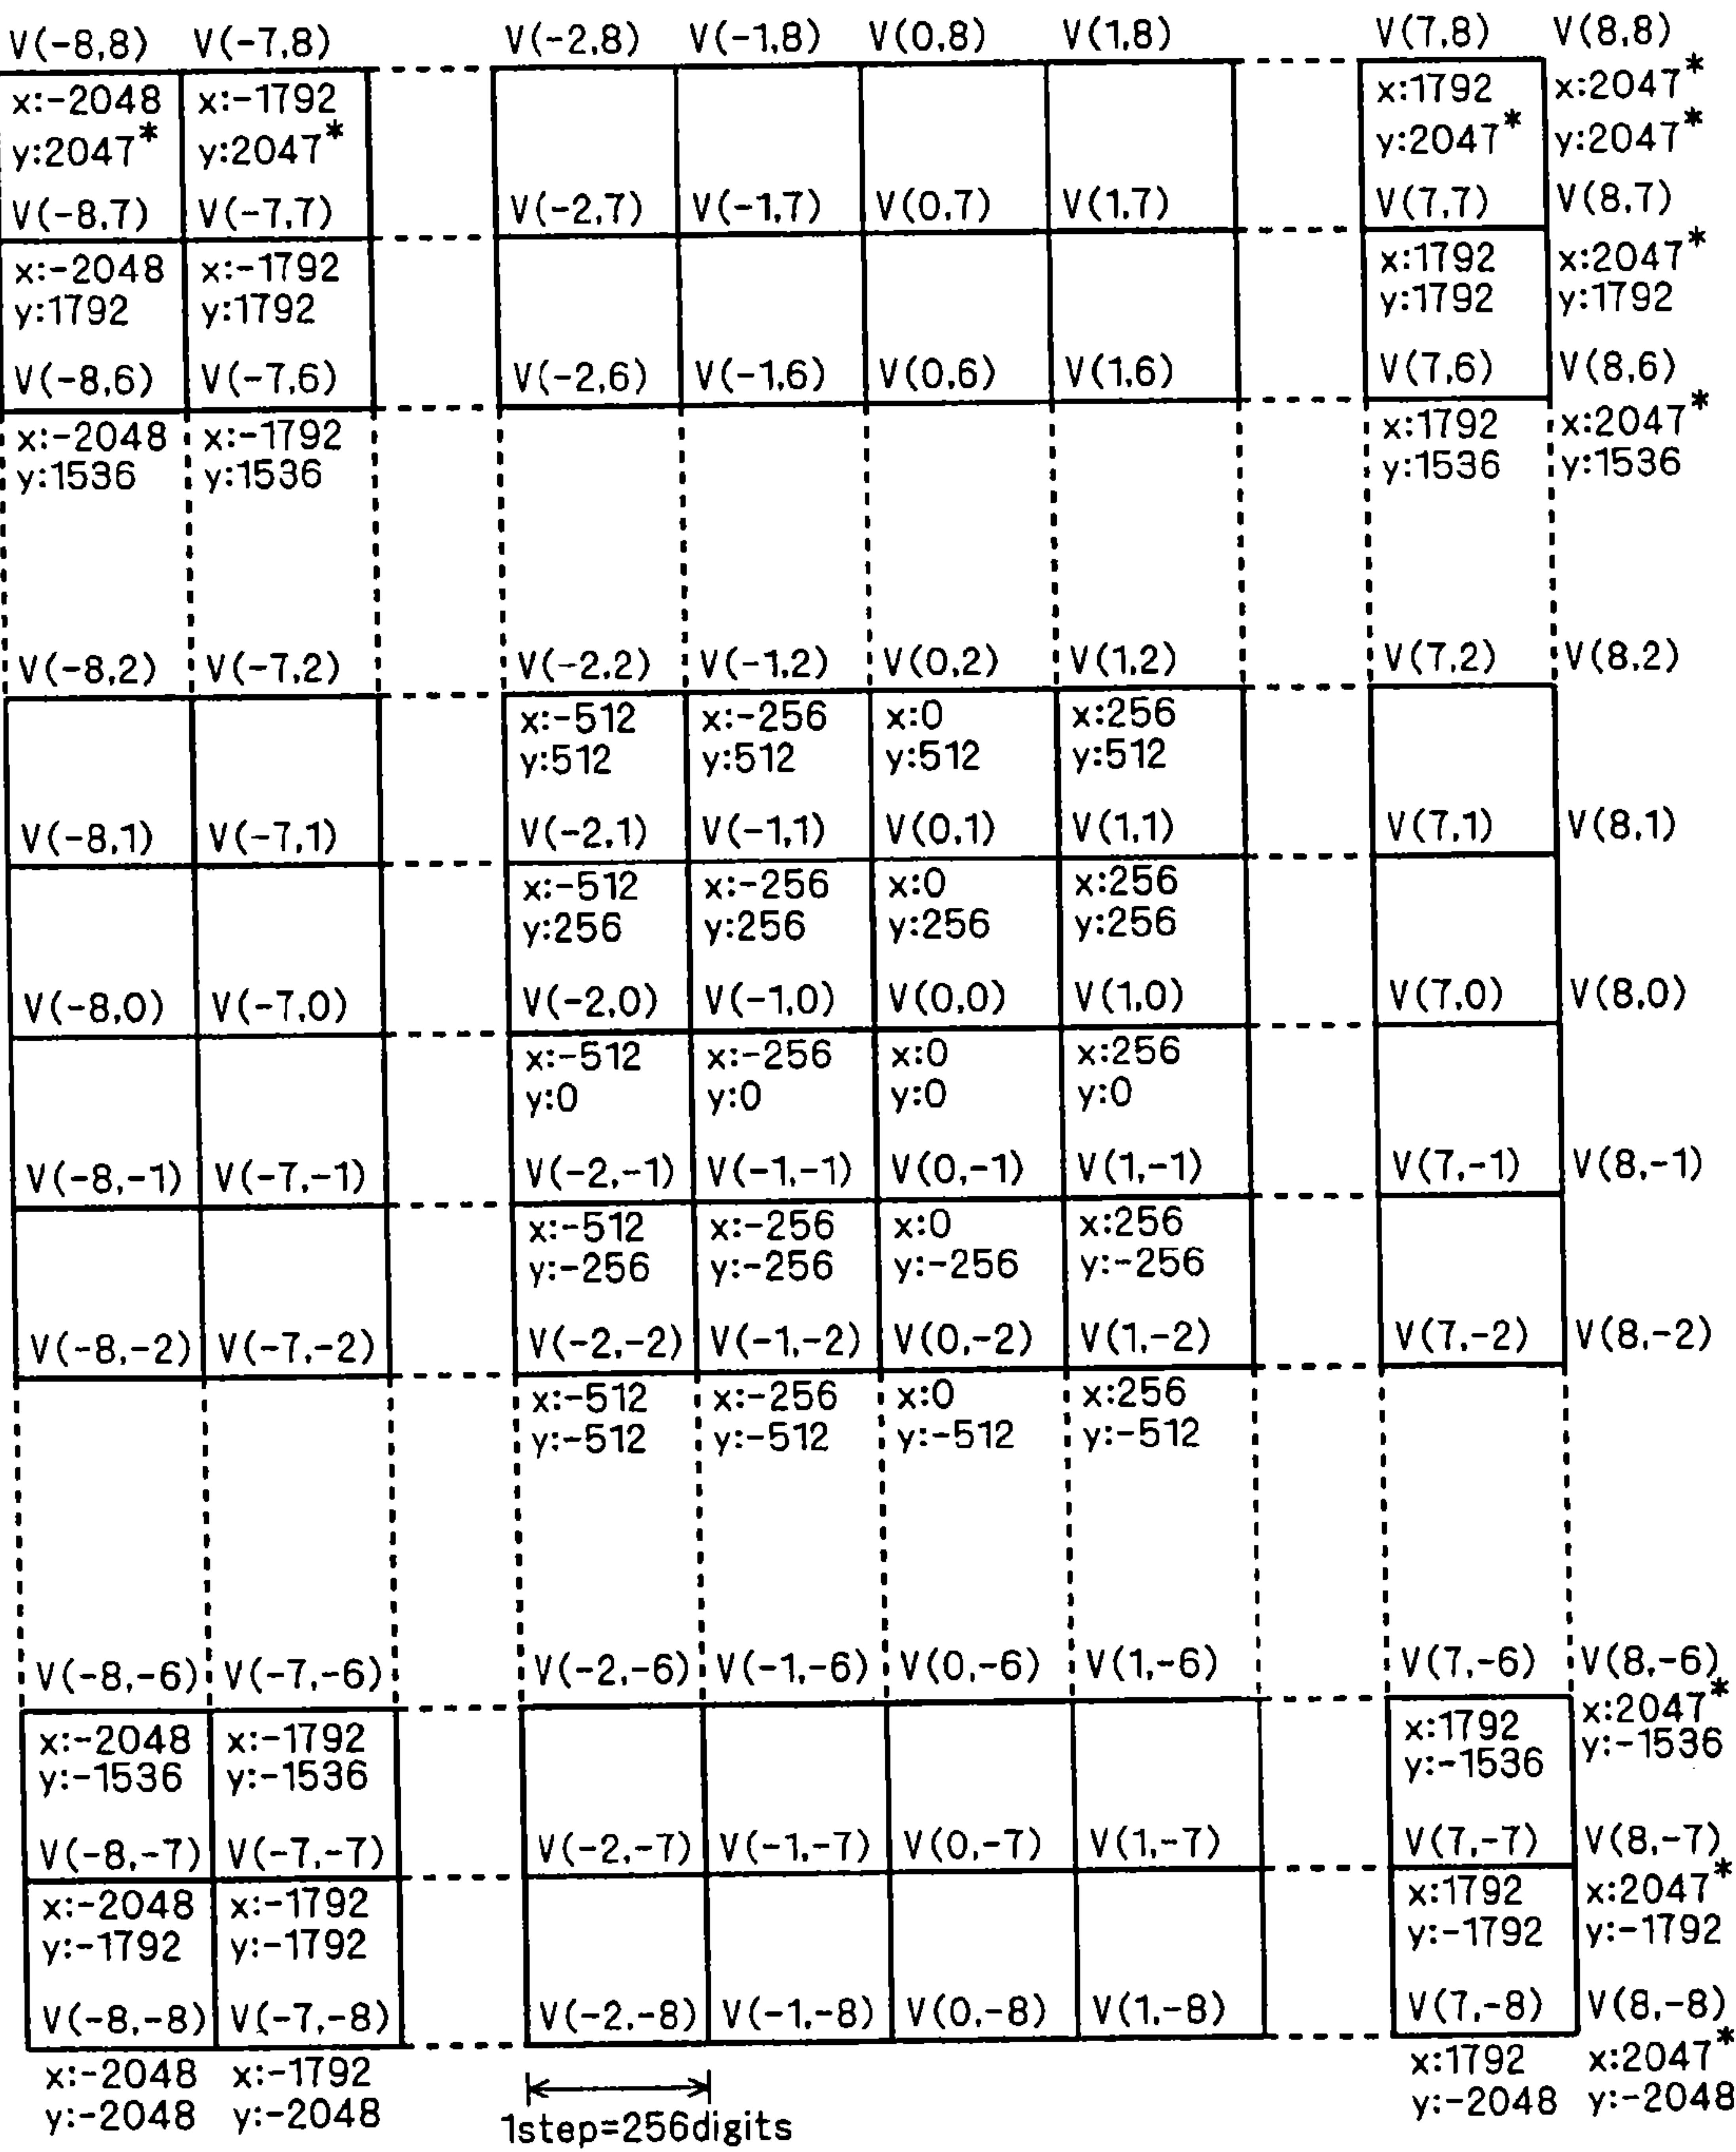 V(-8,8) V(-7,8) V(-2,8) V(-1,8) V(0,8) V(1,8) V(7,8) V(8,8)
x:-2048 x:-1792 x:1792 x:2047*
y:2047* y:2047* y:2047* y:2047*
V(-8,7) V(-7,7) V(-2,7) V(-1,7) V(0,7) V(1,7) V(7,7) V(8,7)
x:-2048 x:-1792 x:1792 x:2047*
y:1792 y:1792 y:1792 y:1792
V(-8,6) V(-7,6) V(-2,6) V(-1,6) V(0,6) V(1,6) V(7,6) V(8,6)
x:-2048 x:-1792 x:1792 x:2047*
y:1536 y:1536 y:1536 y:1536
V(-8,2) V(-7,2) V(-2,2) V(-1,2) V(0,2) V(1,2) V(7,2) V(8,2)
x:-512 x:-256 x:0 x:256
y:512 y:512 y:512 y:512
V(-8,1) V(-7,1) V(-2,1) V(-1,1) V(0,1) V(1,1) V(7,1) V(8,1)
x:-512 x:-256 x:0 x:256
y:256 y:256 y:256 y:256
V(-8,0) V(-7,0) V(-2,0) V(-1,0) V(0,0) V(1,0) V(7,0) V(8,0)
x:-512 x:-256 x:0 x:256
y:0 y:0 y:0 y:0
V(-8,-1) V(-7,-1) V(-2,-1) V(-1,-1) V(0,-1) V(1,-1) V(7,-1) V(8,-1)
x:-512 x:-256 x:0 x:256
y:-256 y:-256 y:-256 y:-256
V(-8,-2) V(-7,-2) V(-2,-2) V(-1,-2) V(0,-2) V(1,-2) V(7,-2) V(8,-2)
x:-512 x:-256 x:0 x:256
y:-512 y:-512 y:-512 y:-512
V(-8,-6) V(-7,-6) V(-2,-6) V(-1,-6) V(0,-6) V(1,-6) V(7,-6) V(8,-6)
x:-2048 x:-1792 x:1792 x:2047*
y:-1536 y:-1536 y:-1536 y:-1536
V(-8,-7) V(-7,-7) V(-2,-7) V(-1,-7) V(0,-7) V(1,-7) V(7,-7) V(8,-7)
x:-2048 x:-1792 x:1792 x:2047*
y:-1792 y:-1792 y:-1792 y:-1792
V(-8,-8) V(-7,-8) V(-2,-8) V(-1,-8) V(0,-8) V(1,-8) V(7,-8) V(8,-8)
x:-2048 x:-1792 x:1792 x:2047*
y:-2048 y:-2048 y:-2048 y:-2048
1step=256digits